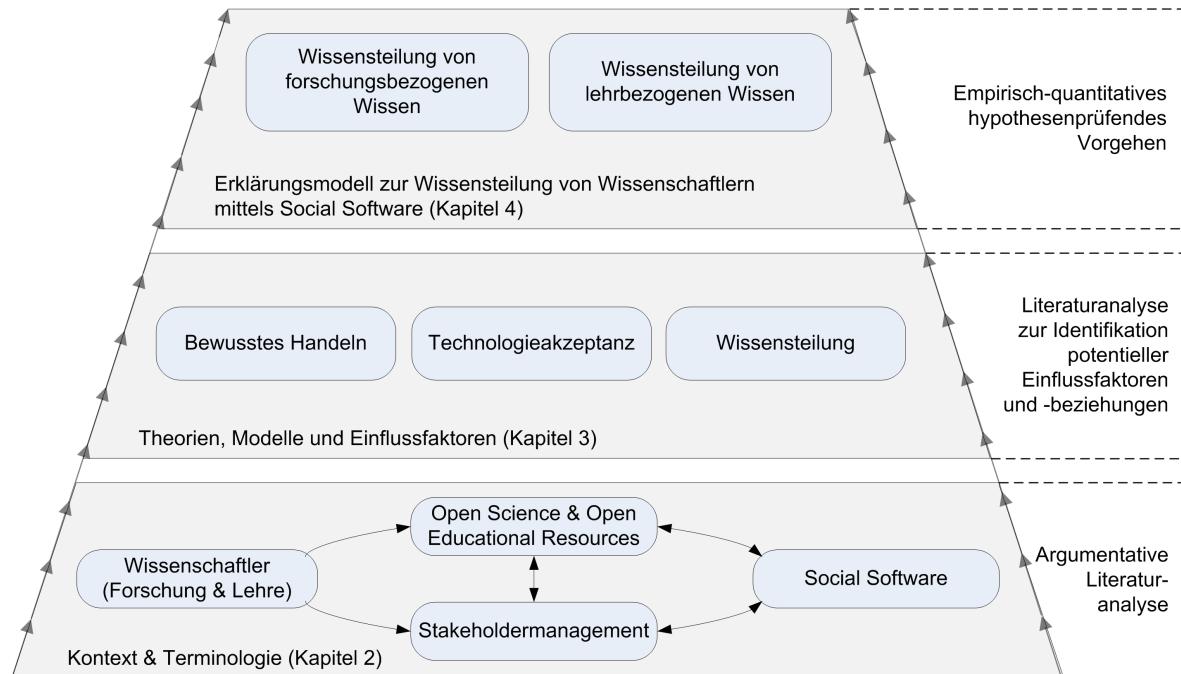 Wissensteilung von
forschungsbezogenen
Wissen
Wissensteilung von
lehrbezogenen Wissen
Empirisch-quantitatives
hypothesenprüfendes
Vorgehen
Erklärungsmodell zur Wissensteilung von Wissenschaftlern
mittels Social Software (Kapitel 4)
Bewusstes Handeln
Technologieakzeptanz
Wissensteilung
Literaturanalyse
zur Identifikation
potentieller
Einflussfaktoren
und -beziehungen
Theorien, Modelle und Einflussfaktoren (Kapitel 3)
Open Science & Open
Educational Resources
Wissenschaftler
(Forschung & Lehre)
Social Software
Stakeholdermanagement
Argumentative
Literatur-
analyse
Kontext & Terminologie (Kapitel 2)